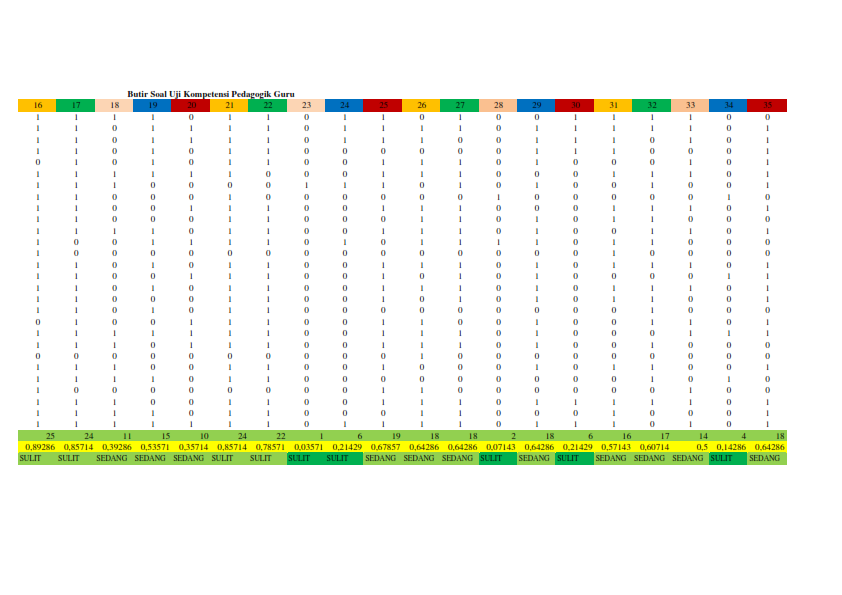 Butir Soal Uji Kompetensi Pedagogik Guru
16 17 18 19 20 21 22 23 24 25 26 27 28 29 30 31 32 33 34 35
1 1 1 1 0 1 1 0 1 1 0 1 0 0 1 1 1 1 0 0
1 1 0 1 1 1 1 0 1 1 0 1 0 1 1 1 1 1 0 1
1 1 0 1 1 1 1 0 1 1 1 0 0 1 1 1 0 1 0 1
1 1 0 1 0 1 1 0 0 0 0 0 0 1 1 1 0 0 0 1
0 1 0 1 0 1 1 0 0 1 1 1 0 1 1 0 0 0 0 1
1 1 1 1 1 1 0 0 0 1 1 1 0 0 0 1 1 1 0 1
1 1 1 0 0 0 0 1 1 1 0 1 0 1 0 0 1 0 0 1
1 1 0 0 0 1 0 0 0 0 0 0 1 0 0 0 0 0 1 0
1 1 0 0 1 1 1 0 0 1 1 1 0 0 0 1 1 1 0 1
1 1 0 0 0 1 1 0 0 0 1 1 0 1 0 1 1 0 0 0
1 1 1 1 0 1 1 0 0 1 1 1 0 1 0 0 1 1 0 1
1 0 0 1 1 1 1 0 1 0 1 1 1 1 0 1 1 0 0 0
1 0 0 0 0 0 0 0 0 0 0 0 0 0 0 1 0 0 0 0
1 1 0 1 0 1 1 0 0 1 1 1 0 1 0 1 1 1 0 1
1 1 0 0 1 1 1 0 0 1 0 1 0 1 0 0 0 0 1 1
1 1 0 1 0 1 1 0 0 1 1 1 0 1 0 1 1 0 0 1
1 1 0 0 0 1 1 0 0 1 0 1 0 1 0 1 1 0 0 1
1 1 0 0 0 1 1 0 0 0 0 0 0 0 0 1 0 0 0 0
0 1 0 0 1 1 1 0 0 1 1 0 0 1 0 0 1 1 0 1
1 1 1 1 1 1 1 0 0 1 1 1 0 1 0 0 0 1 1 1
1 1 0 1 0 1 1 0 0 1 1 1 0 1 0 0 1 0 0 0
0 0 0 0 0 0 0 0 0 0 1 0 0 0 0 0 0 0 0 0
1 1 1 0 0 1 1 0 0 1 1 1 0 1 0 1 1 1 0 1
1 1 1 1 0 1 1 0 0 0 0 0 0 0 0 0 1 0 1 0
1 0 0 0 0 0 0 0 0 1 1 0 0 0 0 0 0 1 0 0
1 1 1 0 0 1 1 0 0 1 0 1 0 1 1 1 1 1 0 1
1 1 1 0 0 1 1 0 0 0 1 1 0 0 0 1 0 0 0 1
1 1 1 1 0 1 1 0 1 1 1 1 0 1 0 1 0 1 0 1
25 24 11 15 10 24 22 1 6 19 18 18 2 18 6 16 17 14 4 18
0,89286 0,85714 0,39286 0,53571 0,35714 0,85714 0,78571 0,03571 0,21429 0,67857 0,64286 0,64286 0,07143 0,64286 0,21429 0,57143 0,60714 0,5 0,14286 0,64286
SULIT SULIT SEDANG SEDANG SEDANG SULIT SULIT SULIT SULIT SEDANG SEDANG SEDANG SULIT SEDANG SULIT SEDANG SEDANG SEDANG SULIT SEDANG